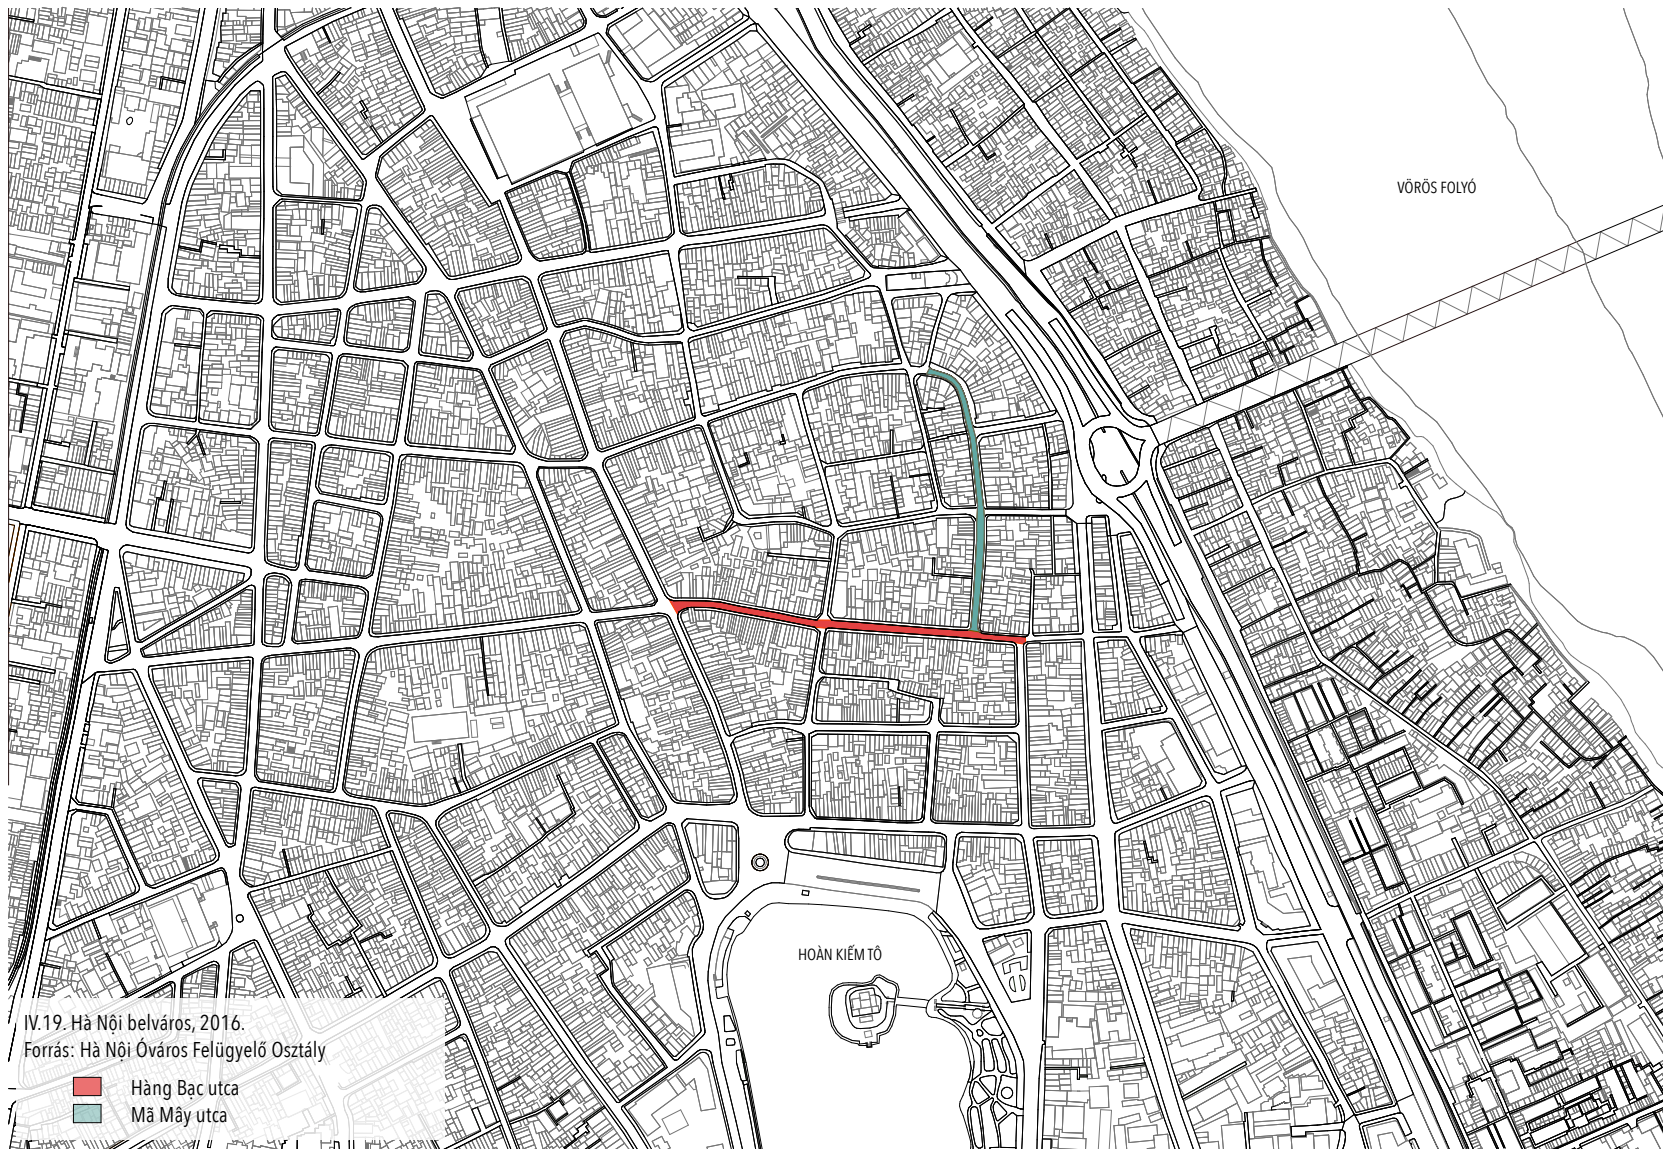 VÖRÖS FOLYÓ
HOÀN KIẾM TÔ
IV.19. Hà Nội belváros, 2016.
Forrás: Hà Nội Óváros Felügyelő Osztály
Hàng Bạc utca
Mã Mây utca